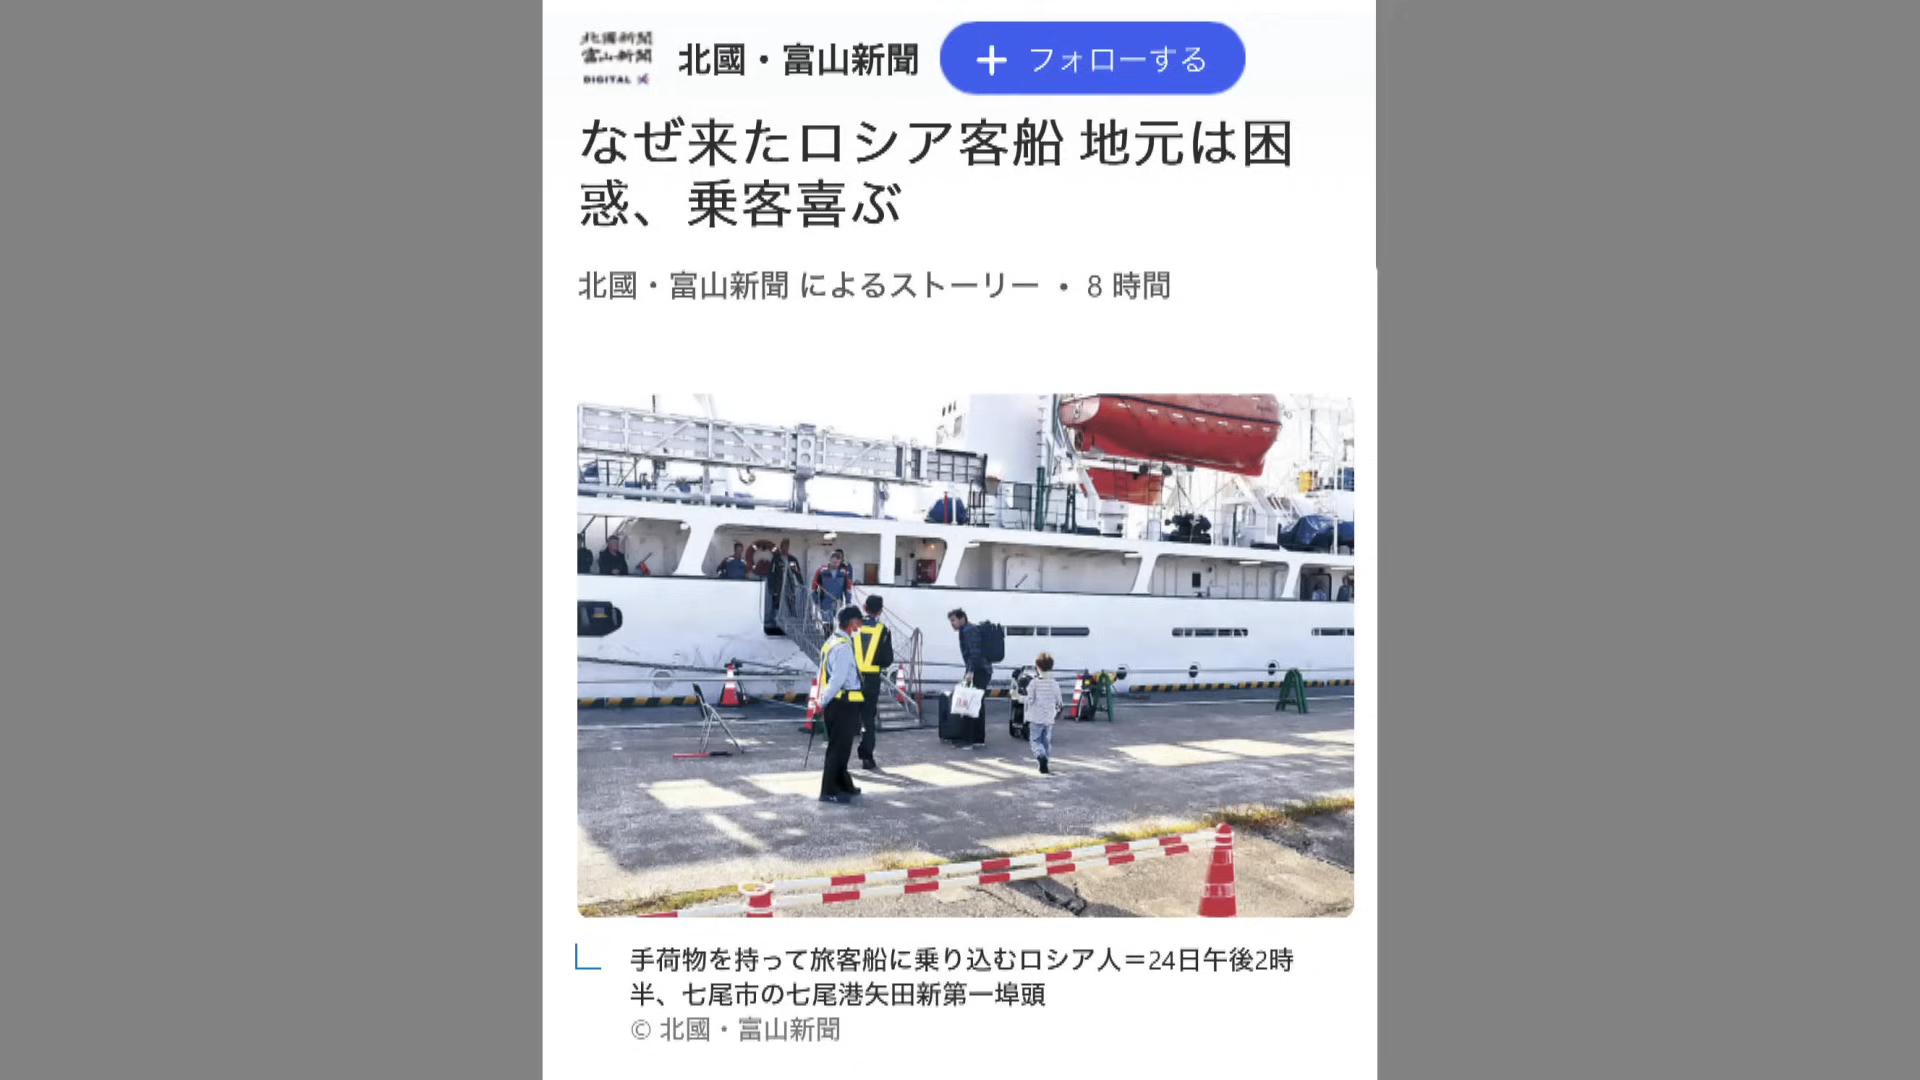 北國新聞
富山新聞
DIGITAL
北國・富山新聞
+ フォローする
なぜ来たロシア客船 地元は困
惑、乗客喜ぶ
北國・富山新聞 によるストーリー ・ 8 時間
手荷物を持って旅客船に乗り込むロシア人＝24日午後2時
半、七尾市の七尾港矢田新第一埠頭
© 北國・富山新聞